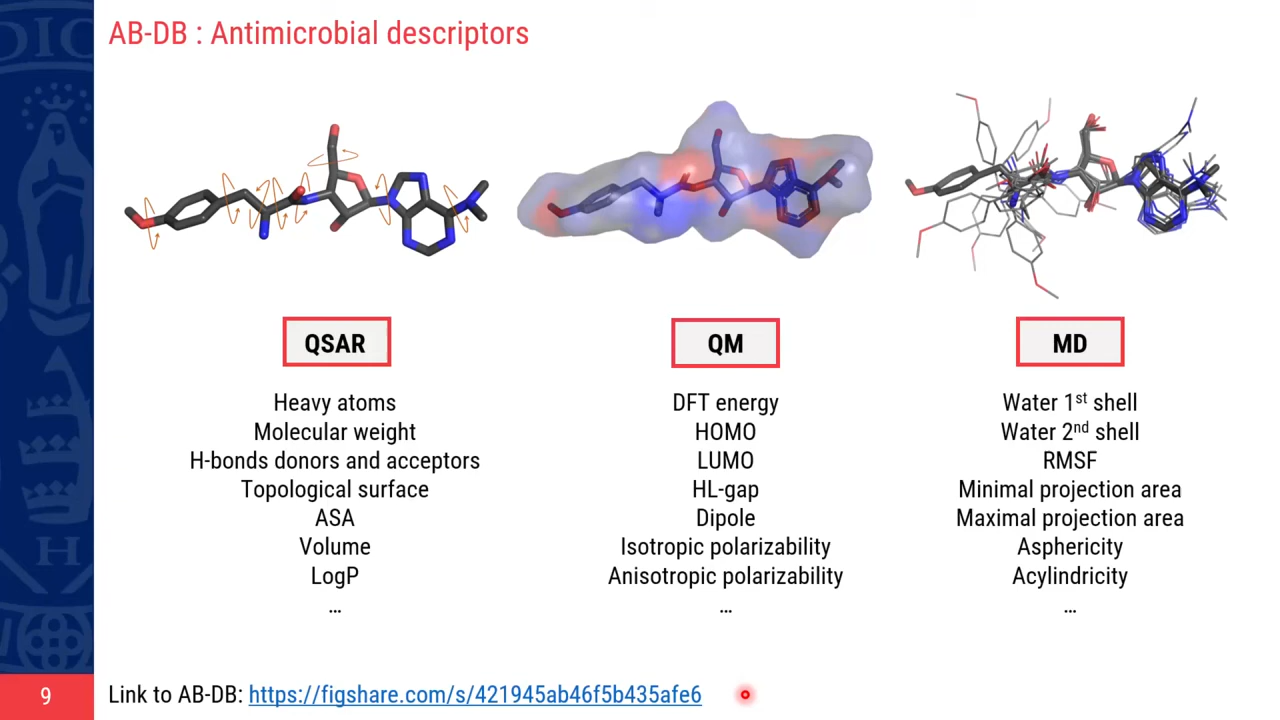 AB-DB : Antimicrobial descriptors
QSAR
Heavy atoms
Molecular weight
H-bonds donors and acceptors
Topological surface
ASA
Volume
LogP
…
QM
DFT energy
HOMO
LUMO
HL-gap
Dipole
Isotropic polarizability
Anisotropic polarizability
…
MD
Water 1st shell
Water 2nd shell
RMSF
Minimal projection area
Maximal projection area
Asphericity
Acylindricity
…
9
Link to AB-DB: https://figshare.com/s/421945ab46f5b435afe6